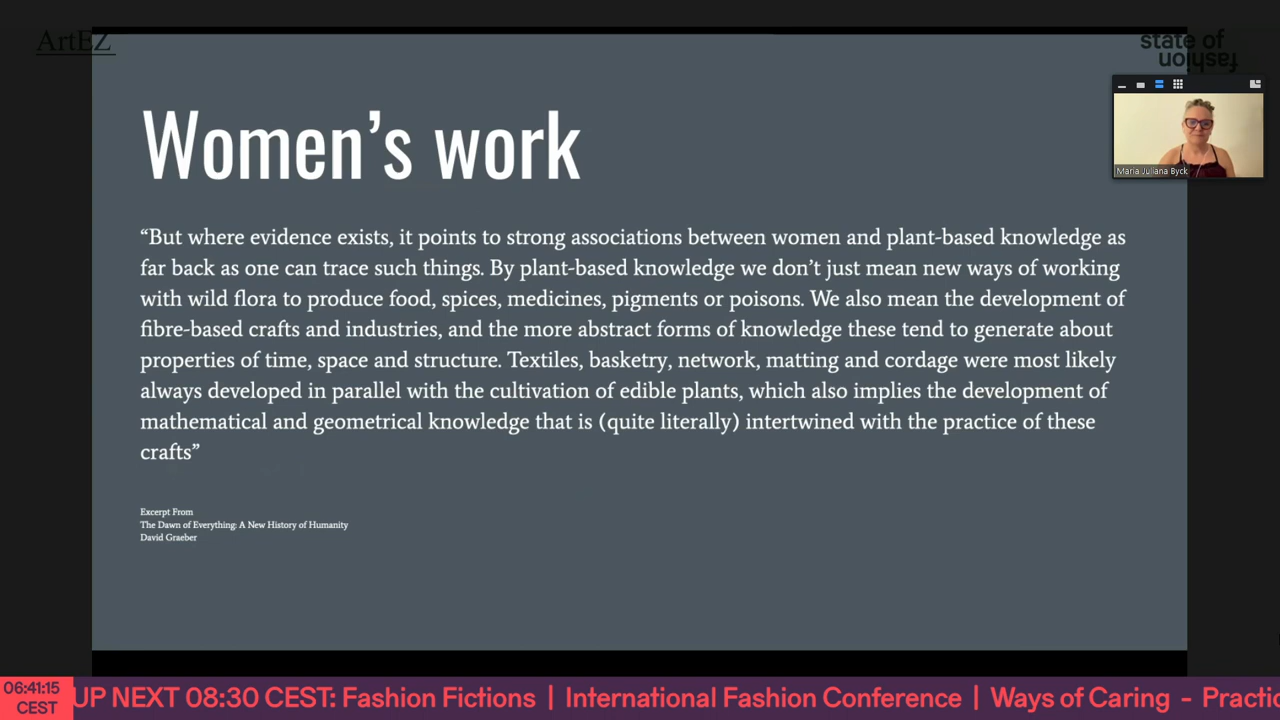 ArtEZ
state of
fashion
Maria Juliana Byck
Women’s work
“But where evidence exists, it points to strong associations between women and plant-based knowledge as
far back as one can trace such things. By plant-based knowledge we don’t just mean new ways of working
with wild flora to produce food, spices, medicines, pigments or poisons. We also mean the development of
fibre-based crafts and industries, and the more abstract forms of knowledge these tend to generate about
properties of time, space and structure. Textiles, basketry, network, matting and cordage were most likely
always developed in parallel with the cultivation of edible plants, which also implies the development of
mathematical and geometrical knowledge that is (quite literally) intertwined with the practice of these
crafts”
Excerpt From
The Dawn of Everything: A New History of Humanity
David Graeber
06:41:15
CEST
UP NEXT 08:30 CEST: Fashion Fictions | International Fashion Conference | Ways of Caring - Practic